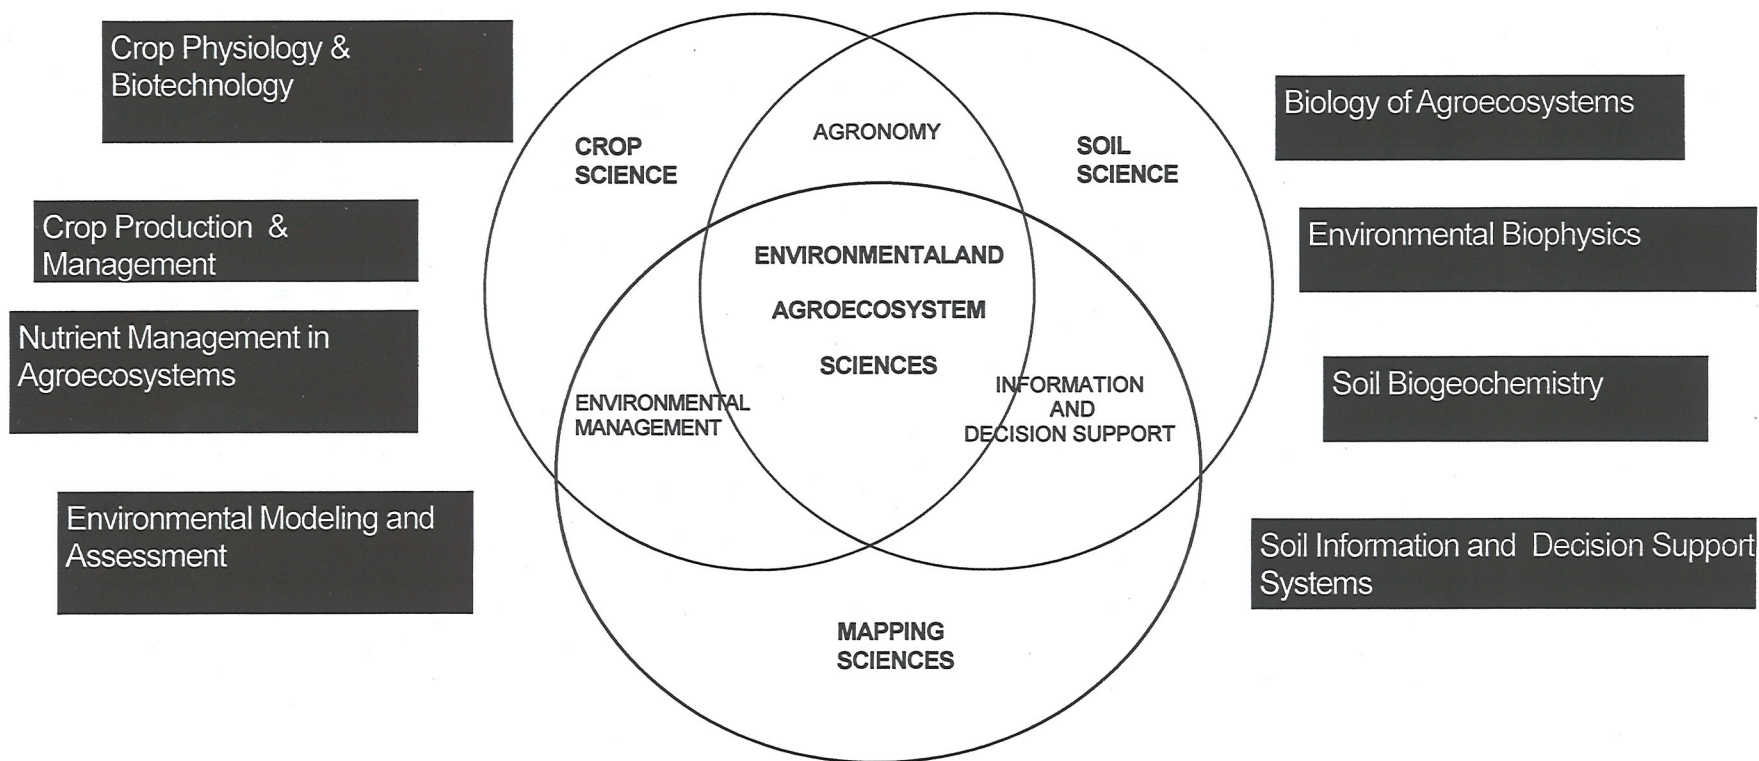 Crop Physiology &
Biotechnology
Crop Production &
Management
Nutrient Management in
Agroecosystems
Environmental Modeling and
Assessment
CROP
SCIENCE
AGRONOMY
SOIL
SCIENCE
ENVIRONMENTALAND
AGROECOSYSTEM
SCIENCES
ENVIRONMENTAL
MANAGEMENT
INFORMATION
AND
DECISION SUPPORT
MAPPING
SCIENCES
Biology of Agroecosystems
Environmental Biophysics
Soil Biogeochemistry
Soil Information and Decision Support
Systems